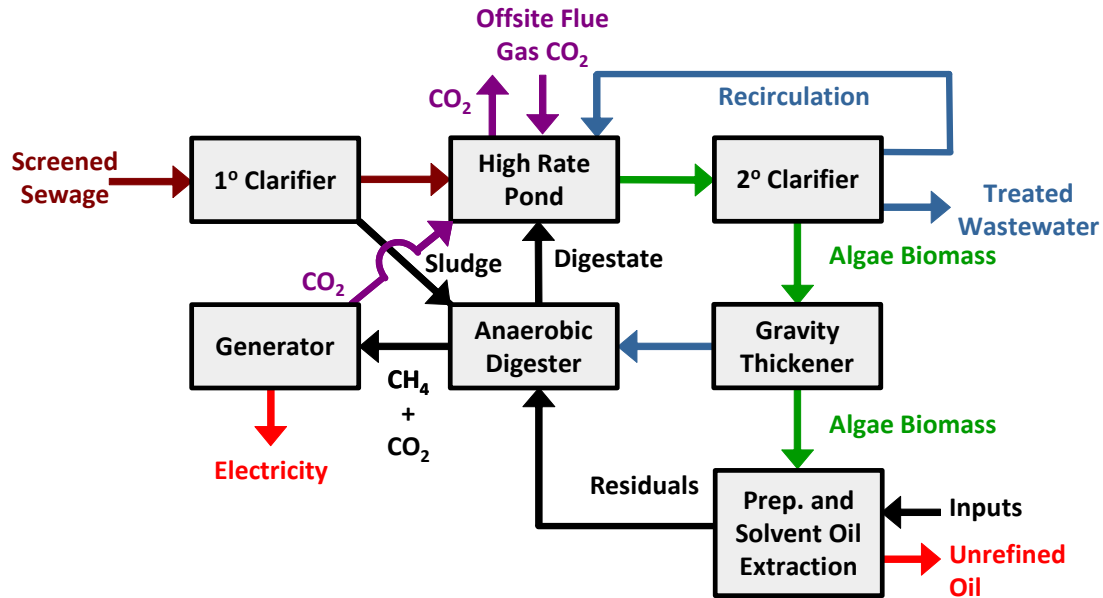 Offsite Flue
Gas CO₂
CO₂
Recirculation
Screened
Sewage
1º Clarifier
High Rate
Pond
2º Clarifier
Treated
Wastewater
CO₂
Sludge
Digestate
Algae Biomass
Generator
Anaerobic
Digester
Gravity
Thickener
CH₄
+
CO₂
Electricity
Algae Biomass
Residuals
Prep. and
Solvent Oil
Extraction
Inputs
Unrefined
Oil